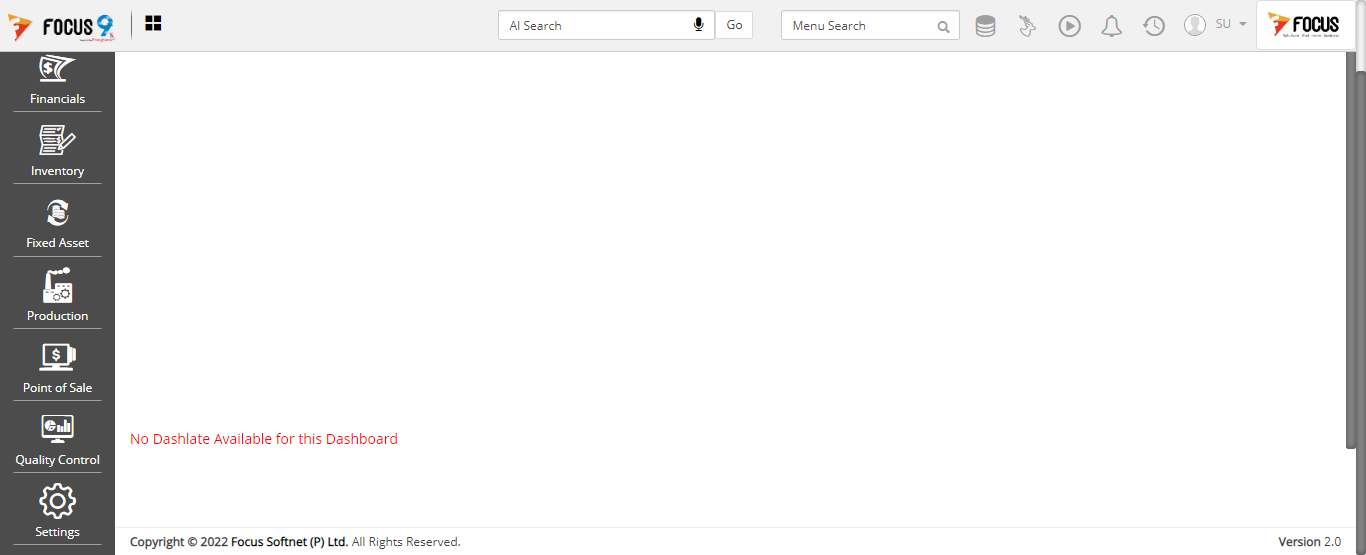 FOCUS 9
AI Search
Go
Menu Search
SU
FOCUS
Financials
Inventory
Fixed Asset
Production
Point of Sale
Quality Control
Settings
No Dashlate Available for this Dashboard
Copyright © 2022 Focus Softnet (P) Ltd. All Rights Reserved.
Version 2.0